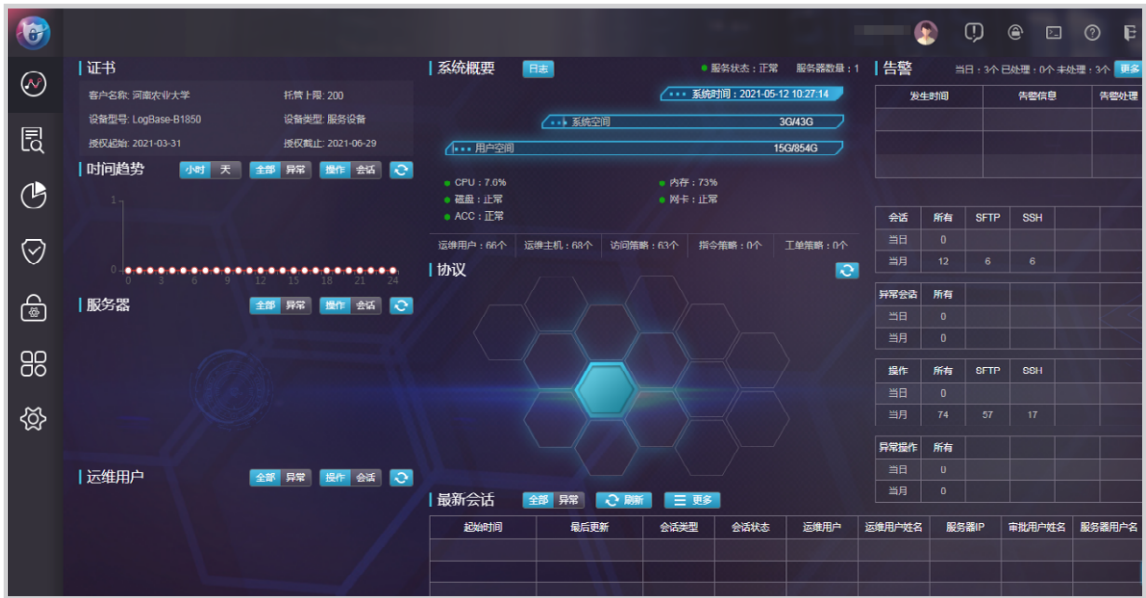 证书
客户名称: 河南农业大学 托管上限: 200
设备型号: LogBase-B1850 设备类型: 服务设备
授权起始: 2021-03-31 授权截止: 2021-06-29
时间趋势 小时 天 全部 异常 操作 会话
1
0
0 3 6 9 12 15 18 21 24
服务器 全部 异常 操作 会话
运维用户 全部 异常 操作 会话
系统概要 日志 服务状态：正常 服务器数量：1
系统时间：2021-05-12 10:27:14
系统空间 3G/43G
用户空间 15G/854G
CPU：7.0% 内存：73%
磁盘：正常 网卡：正常
ACC：正常
运维用户：66个 运维主机：68个 访问策略：63个 指令策略：0个 工单策略：0个
协议
最新会话 全部 异常 刷新 更多
起始时间 最后更新 会话类型 会话状态 运维用户 运维用户姓名 服务器IP 审批用户姓名 服务器用户名
告警 当日：3个 已处理：0个 未处理：3个 更多
发生时间 告警信息 告警处理
会话 所有 SFTP SSH
当日 0
当月 12 6 6
异常会话 所有
当日 0
当月 0
操作 所有 SFTP SSH
当日 0
当月 74 57 17
异常操作 所有
当日 0
当月 0